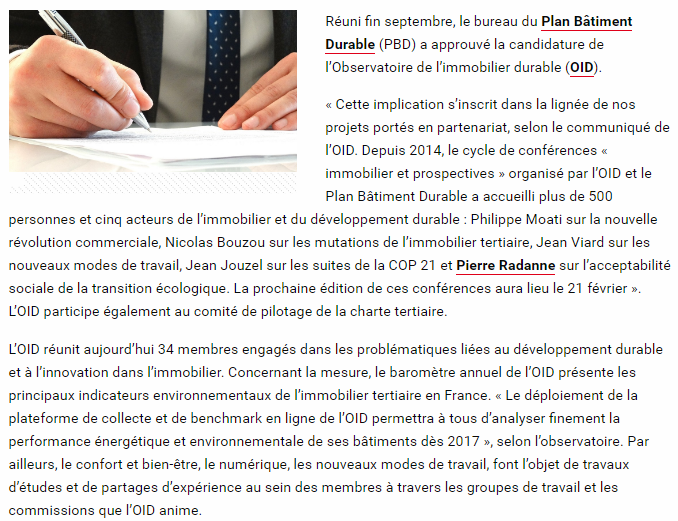 Réuni fin septembre, le bureau du Plan Bâtiment
Durable (PBD) a approuvé la candidature de
l’Observatoire de l’immobilier durable (OID).
« Cette implication s’inscrit dans la lignée de nos
projets portés en partenariat, selon le communiqué de
l’OID. Depuis 2014, le cycle de conférences «
immobilier et prospectives » organisé par l’OID et le
Plan Bâtiment Durable a accueilli plus de 500
personnes et cinq acteurs de l’immobilier et du développement durable : Philippe Moati sur la nouvelle
révolution commerciale, Nicolas Bouzou sur les mutations de l’immobilier tertiaire, Jean Viard sur les
nouveaux modes de travail, Jean Jouzel sur les suites de la COP 21 et Pierre Radanne sur l’acceptabilité
sociale de la transition écologique. La prochaine édition de ces conférences aura lieu le 21 février ».
L’OID participe également au comité de pilotage de la charte tertiaire.
L’OID réunit aujourd’hui 34 membres engagés dans les problématiques liées au développement durable
et à l’innovation dans l’immobilier. Concernant la mesure, le baromètre annuel de l’OID présente les
principaux indicateurs environnementaux de l’immobilier tertiaire en France. « Le déploiement de la
plateforme de collecte et de benchmark en ligne de l’OID permettra à tous d’analyser finement la
performance énergétique et environnementale de ses bâtiments dès 2017 », selon l’observatoire. Par
ailleurs, le confort et bien-être, le numérique, les nouveaux modes de travail, font l’objet de travaux
d’études et de partages d’expérience au sein des membres à travers les groupes de travail et les
commissions que l’OID anime.